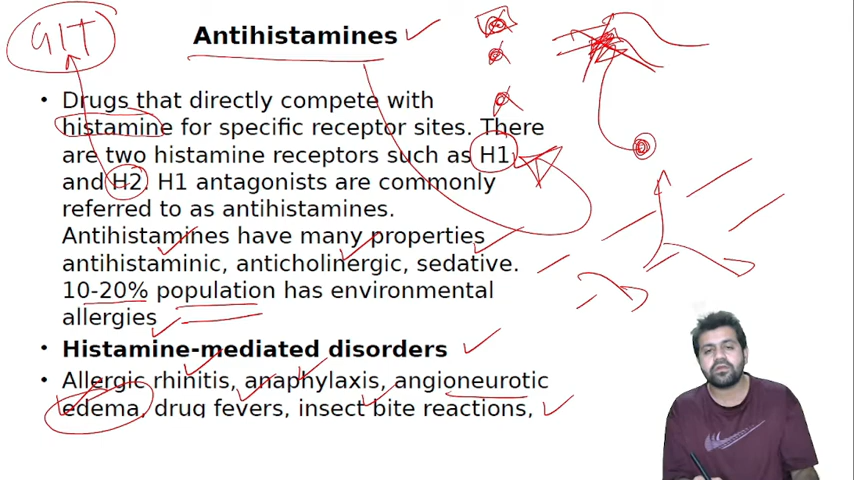 GIT
Antihistamines
• Drugs that directly compete with
histamine for specific receptor sites. There
are two histamine receptors such as H1
and H2. H1 antagonists are commonly
referred to as antihistamines.
Antihistamines have many properties
antihistaminic, anticholinergic, sedative.
10-20% population has environmental
allergies
• Histamine-mediated disorders
• Allergic rhinitis, anaphylaxis, angioneurotic
edema, drug fevers, insect bite reactions,